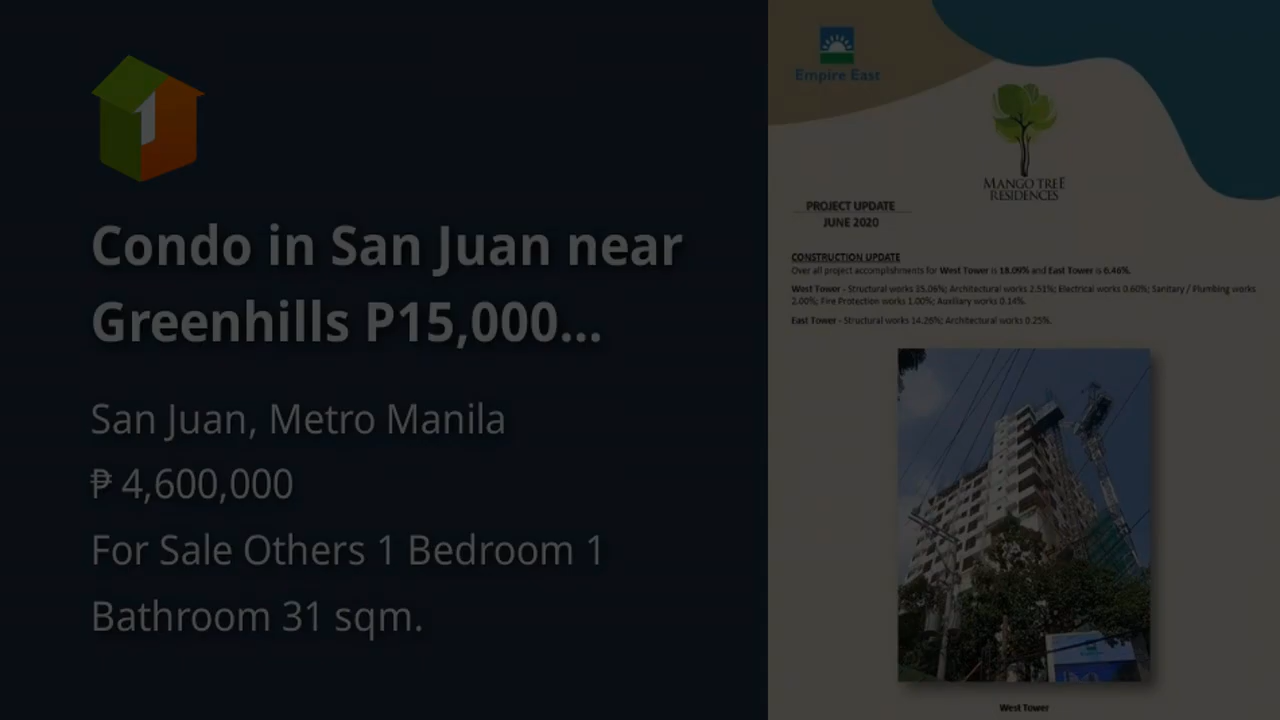 Condo in San Juan near
Greenhills P15,000...
San Juan, Metro Manila
₱ 4,600,000
For Sale Others 1 Bedroom 1
Bathroom 31 sqm.
Empire East
MANGO TREE
RESIDENCES
PROJECT UPDATE
JUNE 2020
CONSTRUCTION UPDATE
Over all project accomplishments for West Tower is 18.09% and East Tower is 6.46%.
West Tower - Structural works 35.06%; Architectural works 2.51%; Electrical works 0.60%; Sanitary / Plumbing works
2.00%; Fire Protection works 1.00%; Auxiliary works 0.14%.
East Tower - Structural works 14.26%; Architectural works 0.25%.
West Tower